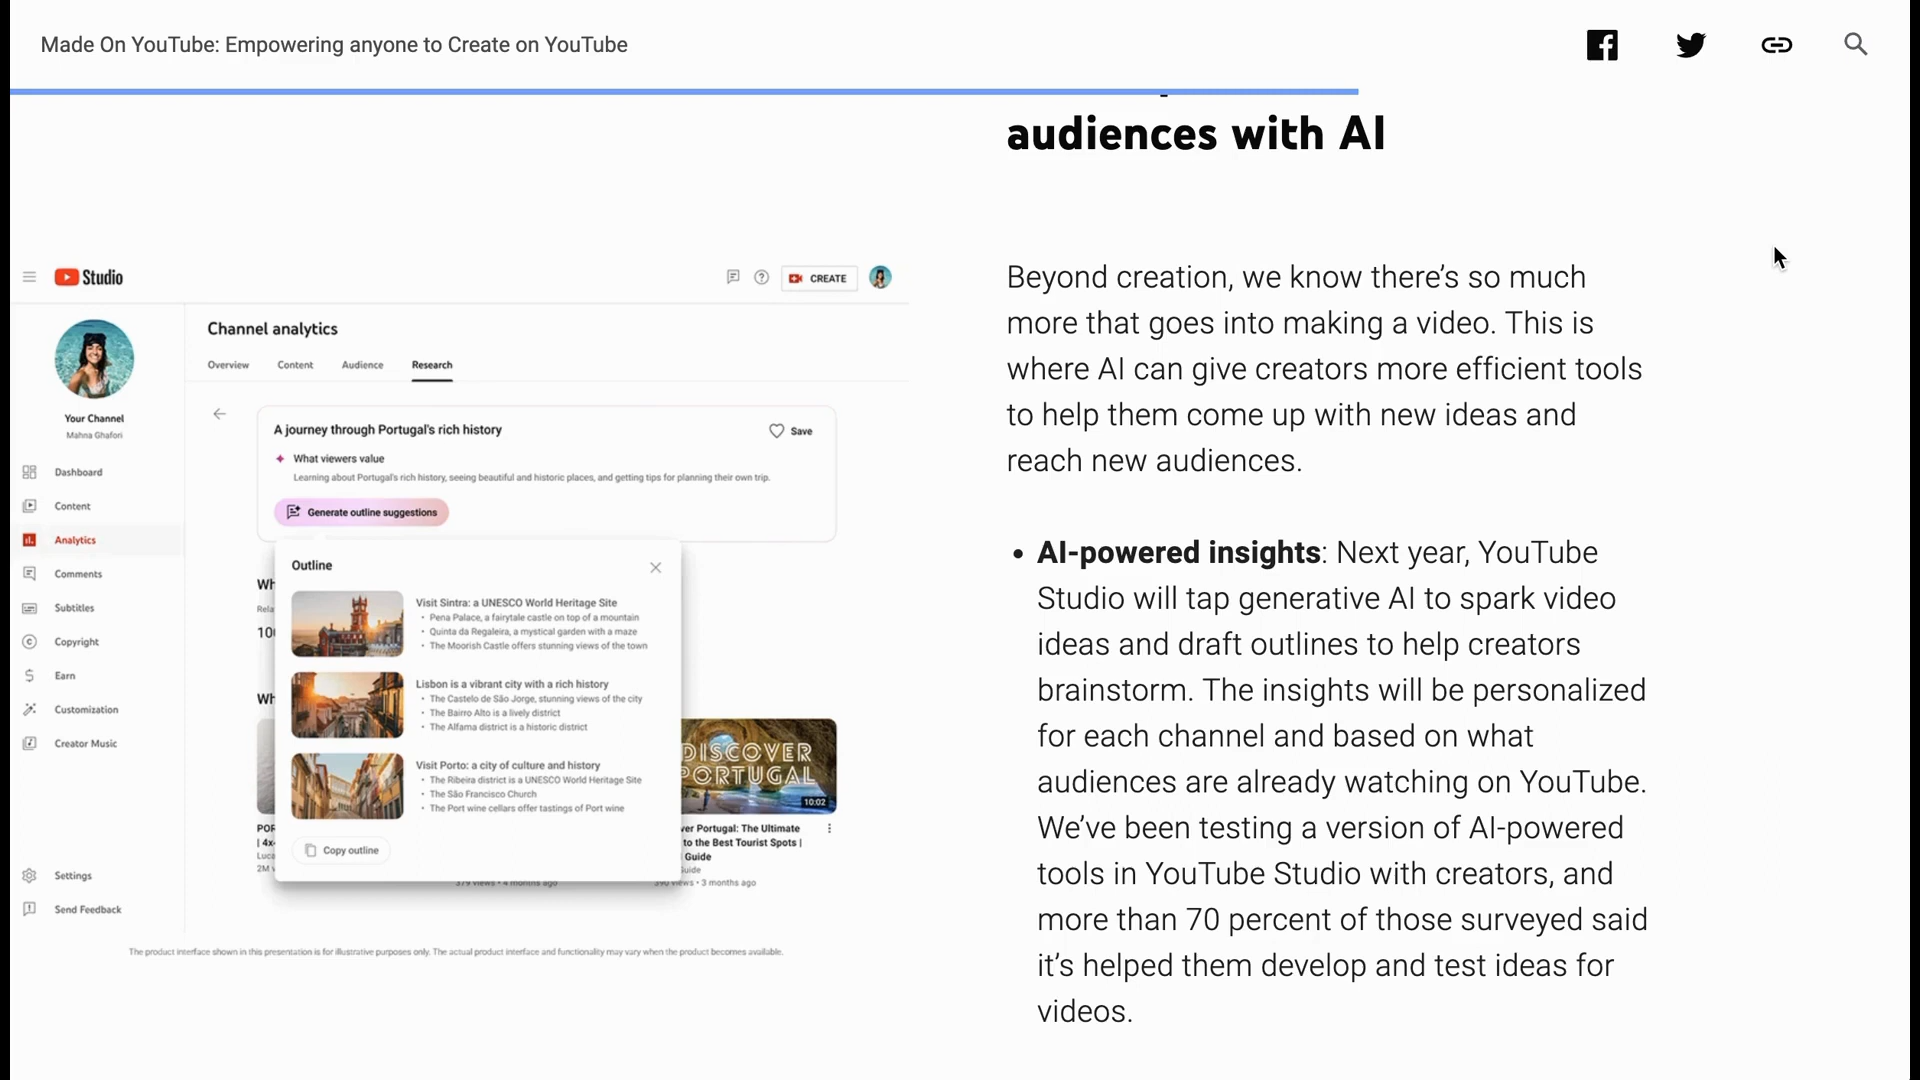 Made On YouTube: Empowering anyone to Create on YouTube
audiences with AI
Beyond creation, we know there’s so much
more that goes into making a video. This is
where AI can give creators more efficient tools
to help them come up with new ideas and
reach new audiences.
• AI-powered insights: Next year, YouTube
Studio will tap generative AI to spark video
ideas and draft outlines to help creators
brainstorm. The insights will be personalized
for each channel and based on what
audiences are already watching on YouTube.
We’ve been testing a version of AI-powered
tools in YouTube Studio with creators, and
more than 70 percent of those surveyed said
it’s helped them develop and test ideas for
videos.
Studio
CREATE
Your Channel
Mahna Ghafori
Dashboard
Content
Analytics
Comments
Subtitles
Copyright
Earn
Customization
Creator Music
Settings
Send Feedback
Channel analytics
Overview Content Audience Research
A journey through Portugal's rich history
Save
What viewers value
Learning about Portugal's rich history, seeing beautiful and historic places, and getting tips for planning their own trip.
Generate outline suggestions
Outline
Visit Sintra: a UNESCO World Heritage Site
• Pena Palace, a fairytale castle on top of a mountain
• Quinta da Regaleira, a mystical garden with a maze
• The Moorish Castle offers stunning views of the town
Lisbon is a vibrant city with a rich history
• The Castelo de São Jorge, stunning views of the city
• The Bairro Alto is a lively district
• The Alfama district is a historic district
Visit Porto: a city of culture and history
• The Ribeira district is a UNESCO World Heritage Site
• The São Francisco Church
• The Port wine cellars offer tastings of Port wine
Copy outline
Wh
Rela
Wh
POR
| 4x-
Luca
2M v
379 views • 4 months ago
DISCOVER
PORTUGAL
10:02
ver Portugal: The Ultimate
to the Best Tourist Spots |
Guide
Guide
390 views • 3 months ago
The product interface shown in this presentation is for illustrative purposes only. The actual product interface and functionality may vary when the product becomes available.